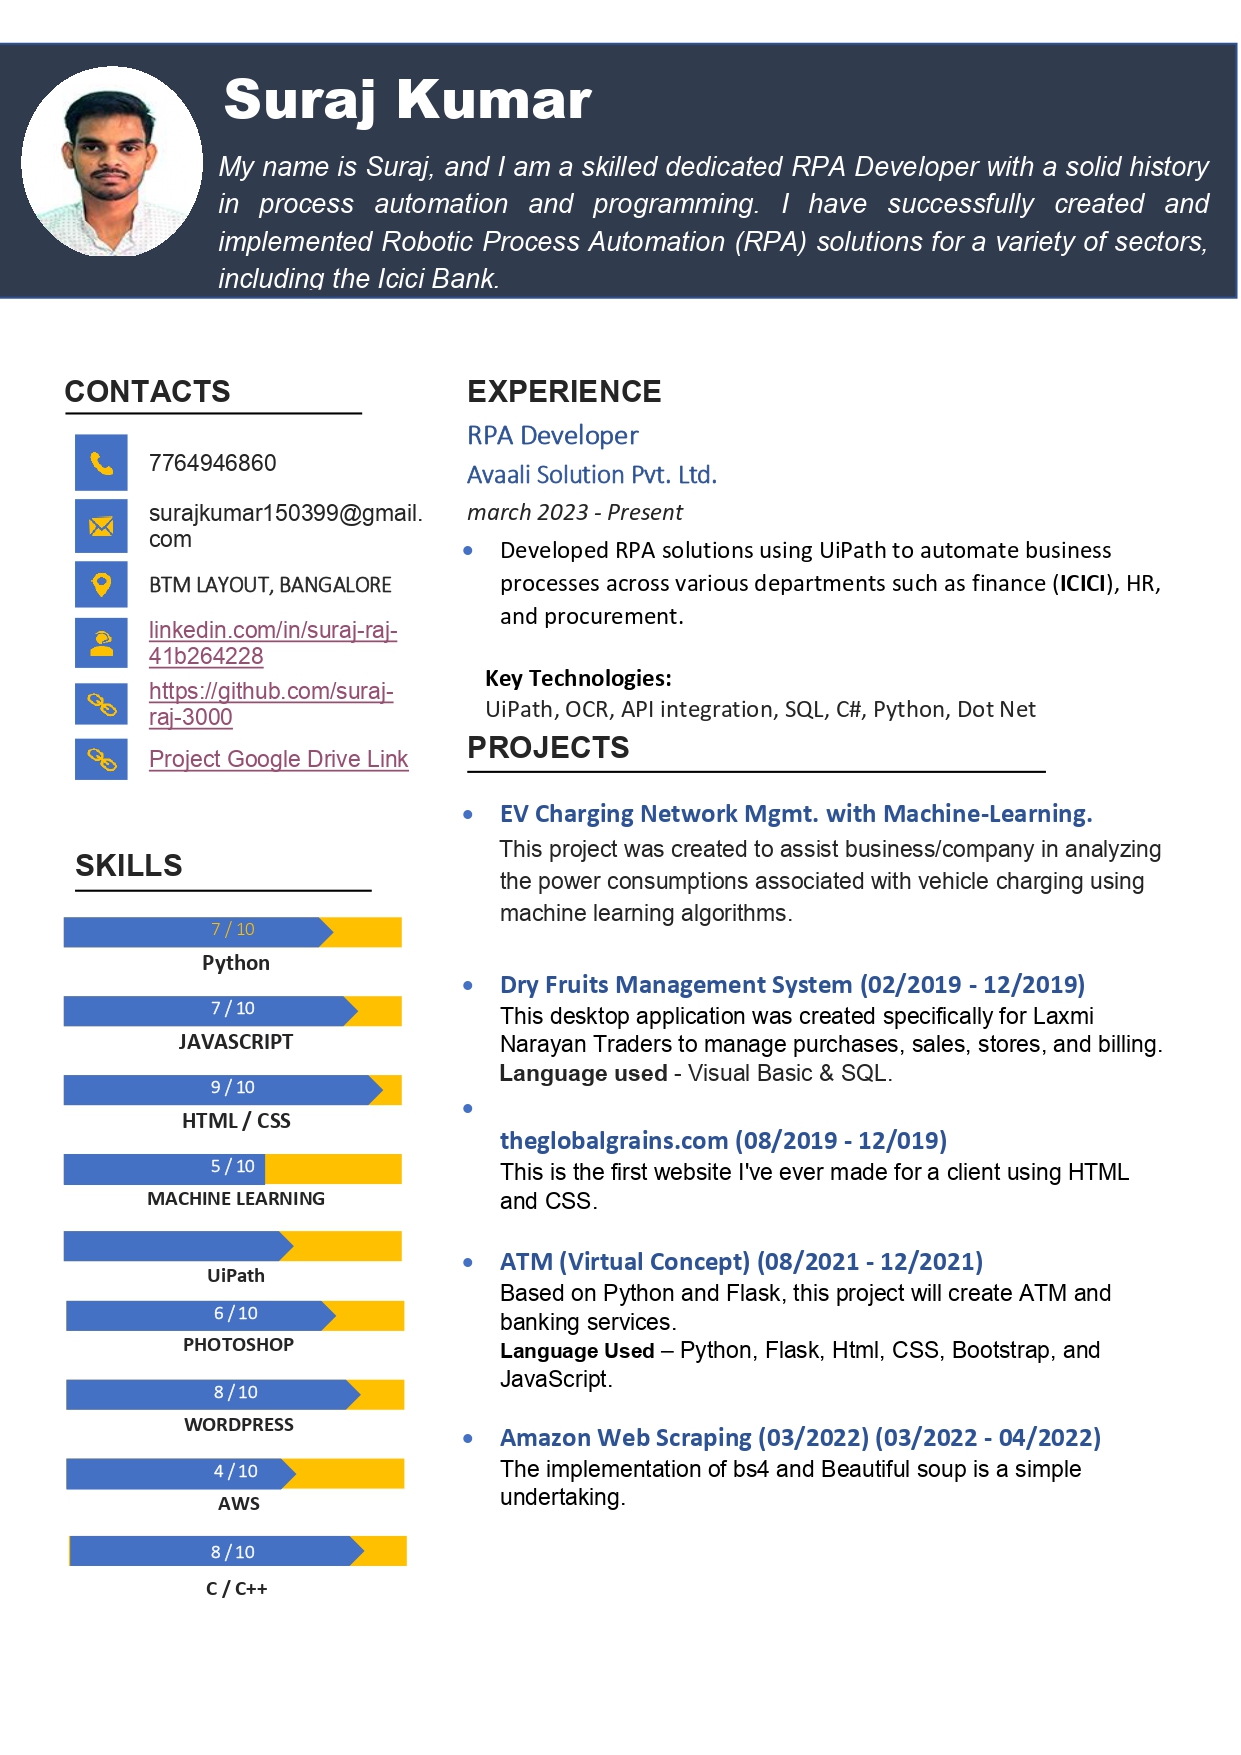 Suraj Kumar
My name is Suraj, and I am a skilled dedicated RPA Developer with a solid history
in process automation and programming. I have successfully created and
implemented Robotic Process Automation (RPA) solutions for a variety of sectors,
including the Icici Bank.
CONTACTS
7764946860
surajkumar150399@gmail.
com
BTM LAYOUT, BANGALORE
linkedin.com/in/suraj-raj-
41b264228
https://github.com/suraj-
raj-3000
Project Google Drive Link
SKILLS
7 / 10
Python
7 / 10
JAVASCRIPT
9 / 10
HTML / CSS
5 / 10
MACHINE LEARNING
UiPath
6 / 10
PHOTOSHOP
8 / 10
WORDPRESS
4 / 10
AWS
8 / 10
C / C++
EXPERIENCE
RPA Developer
Avaali Solution Pvt. Ltd.
march 2023 - Present
• Developed RPA solutions using UiPath to automate business
processes across various departments such as finance (ICICI), HR,
and procurement.
Key Technologies:
UiPath, OCR, API integration, SQL, C#, Python, Dot Net
PROJECTS
• EV Charging Network Mgmt. with Machine-Learning.
This project was created to assist business/company in analyzing
the power consumptions associated with vehicle charging using
machine learning algorithms.
• Dry Fruits Management System (02/2019 - 12/2019)
This desktop application was created specifically for Laxmi
Narayan Traders to manage purchases, sales, stores, and billing.
Language used - Visual Basic & SQL.
•
theglobalgrains.com (08/2019 - 12/019)
This is the first website I've ever made for a client using HTML
and CSS.
• ATM (Virtual Concept) (08/2021 - 12/2021)
Based on Python and Flask, this project will create ATM and
banking services.
Language Used – Python, Flask, Html, CSS, Bootstrap, and
JavaScript.
• Amazon Web Scraping (03/2022) (03/2022 - 04/2022)
The implementation of bs4 and Beautiful soup is a simple
undertaking.